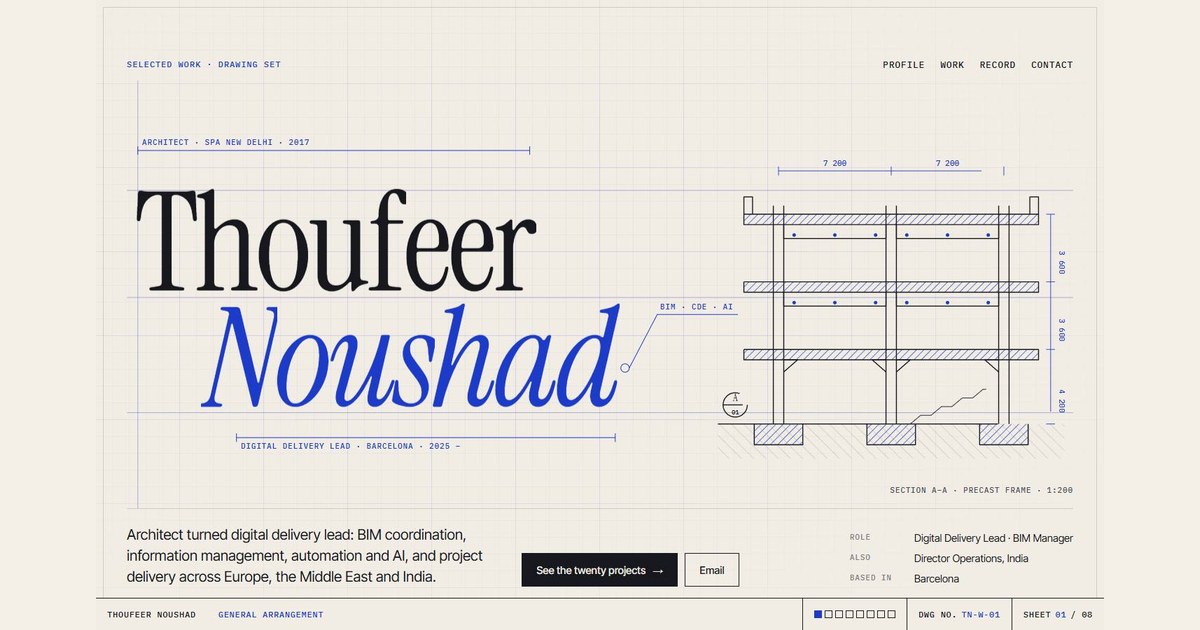 SELECTED WORK · DRAWING SET
PROFILE WORK RECORD CONTACT
ARCHITECT · SPA NEW DELHI · 2017
Thoufeer
Noushad
DIGITAL DELIVERY LEAD · BARCELONA · 2025 –
BIM · CDE · AI
7 200 7 200
3 600
3 600
4 200
A
01
SECTION A–A · PRECAST FRAME · 1:200
Architect turned digital delivery lead: BIM coordination,
information management, automation and AI, and project
delivery across Europe, the Middle East and India.
See the twenty projects →
Email
ROLE Digital Delivery Lead · BIM Manager
ALSO Director Operations, India
BASED IN Barcelona
THOUFEER NOUSHAD GENERAL ARRANGEMENT
DWG NO. TN-W-01
SHEET 01 / 08